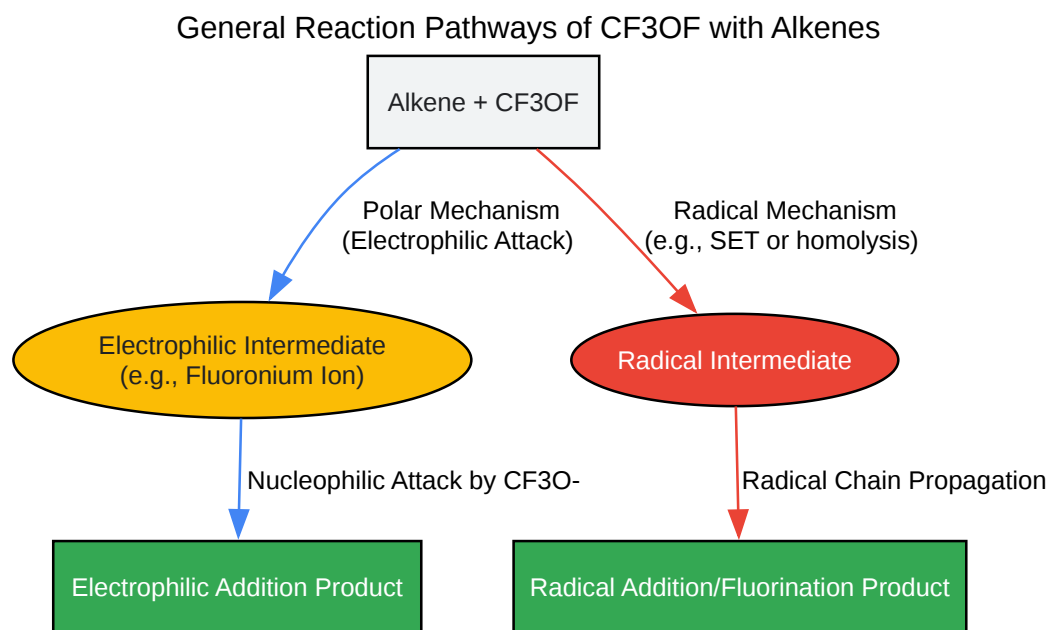 General Reaction Pathways of CF3OF with Alkenes
Alkene + CF3OF
Polar Mechanism
(Electrophilic Attack)
Radical Mechanism
(e.g., SET or homolysis)
Electrophilic Intermediate
(e.g., Fluoronium Ion)
Radical Intermediate
Nucleophilic Attack by CF3O-
Radical Chain Propagation
Electrophilic Addition Product
Radical Addition/Fluorination Product